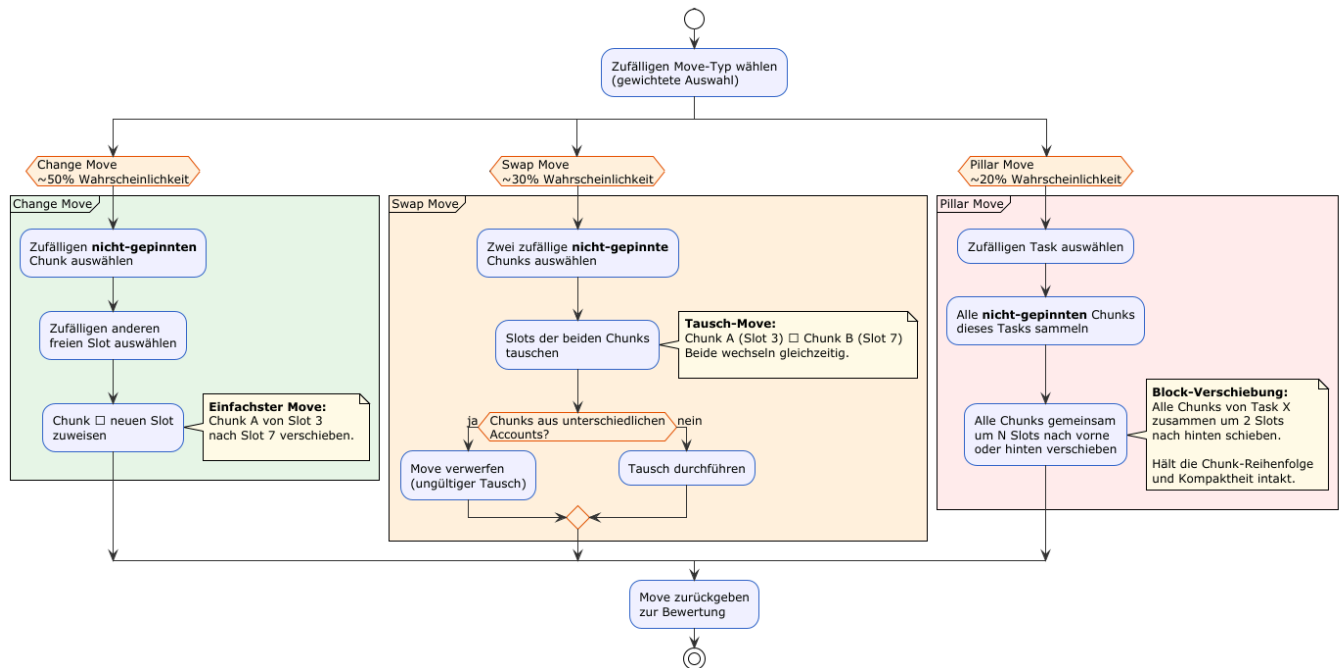 Zufälligen Move-Typ wählen
(gewichtete Auswahl)
Change Move
~50% Wahrscheinlichkeit
Change Move
Zufälligen nicht-gepinnten
Chunk auswählen
Zufälligen anderen
freien Slot auswählen
Chunk □ neuen Slot
zuweisen
Einfachster Move:
Chunk A von Slot 3
nach Slot 7 verschieben.
Swap Move
~30% Wahrscheinlichkeit
Swap Move
Zwei zufällige nicht-gepinnte
Chunks auswählen
Slots der beiden Chunks
tauschen
Tausch-Move:
Chunk A (Slot 3) □ Chunk B (Slot 7)
Beide wechseln gleichzeitig.
ja
Chunks aus unterschiedlichen
Accounts?
nein
Move verwerfen
(ungültiger Tausch)
Tausch durchführen
Pillar Move
~20% Wahrscheinlichkeit
Pillar Move
Zufälligen Task auswählen
Alle nicht-gepinnten Chunks
dieses Tasks sammeln
Alle Chunks gemeinsam
um N Slots nach vorne
oder hinten verschieben
Block-Verschiebung:
Alle Chunks von Task X
zusammen um 2 Slots
nach hinten schieben.
Hält die Chunk-Reihenfolge
und Kompaktheit intakt.
Move zurückgeben
zur Bewertung